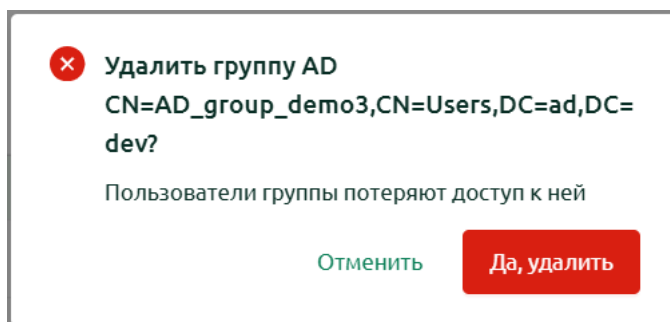 Удалить группу AD
CN=AD_group_demo3,CN=Users,DC=ad,DC=
dev?
Пользователи группы потеряют доступ к ней
Отменить
Да, удалить